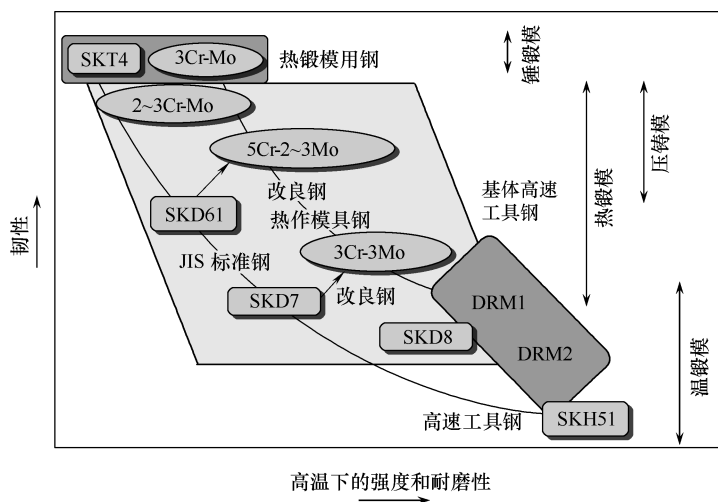 SKT4
3Cr-Mo
热锻模用钢
锤锻模
2~3Cr-Mo
5Cr-2~3Mo
改良钢
热作模具钢
SKD61
JIS 标准钢
基体高速
工具钢
热锻模
压铸模
韧性
3Cr-3Mo
SKD7
改良钢
DRM1
SKD8
DRM2
温锻模
高速工具钢
SKH51
高温下的强度和耐磨性